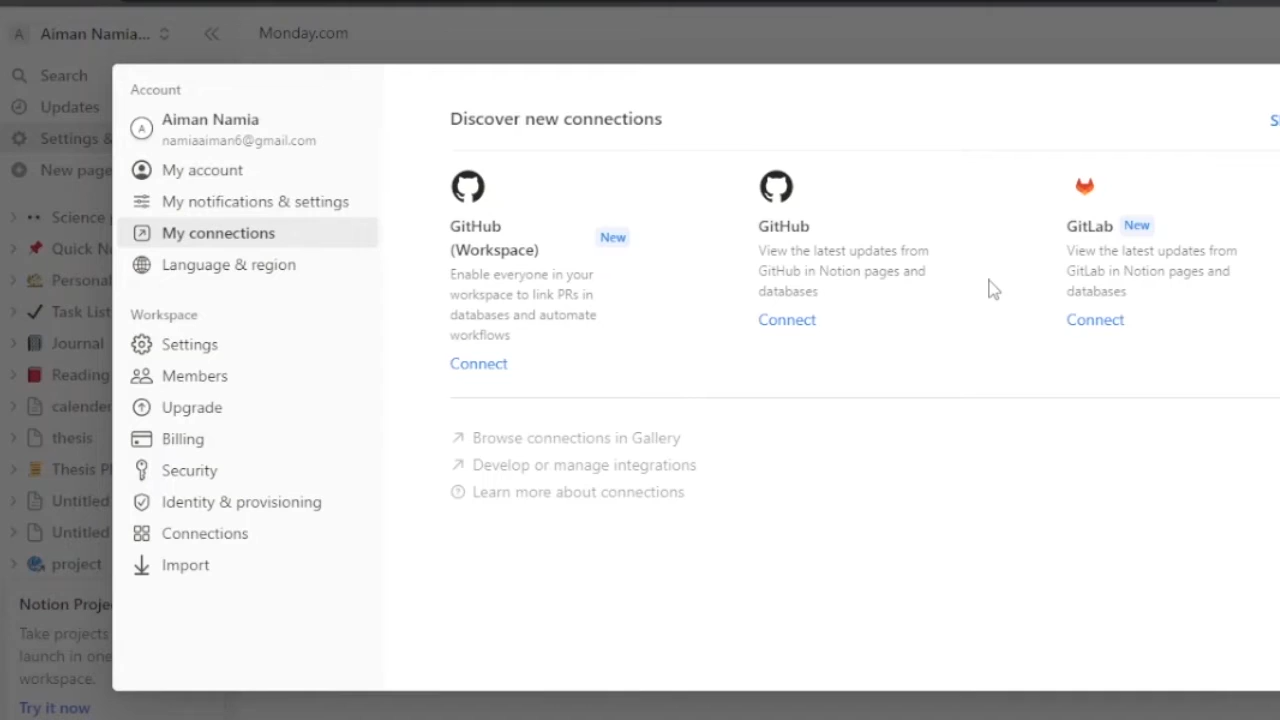 A Aiman Namia...
Monday.com
Search
Updates
Settings &
New page
Science
Quick
Personal
Task List
Journal
Reading
calender
thesis
Thesis
Untitled
Untitled
project
Notion
Take projects
launch in one
workspace.
Try it now
Account
A
Aiman Namia
namiaaiman6@gmail.com
My account
My notifications & settings
My connections
Language & region
Workspace
Settings
Members
Upgrade
Billing
Security
Identity & provisioning
Connections
Import
Discover new connections
GitHub
(Workspace)
New
Enable everyone in your
workspace to link PRs in
databases and automate
workflows
Connect
GitHub
View the latest updates from
GitHub in Notion pages and
databases
Connect
GitLab New
View the latest updates from
GitLab in Notion pages and
databases
Connect
Browse connections in Gallery
Develop or manage integrations
Learn more about connections